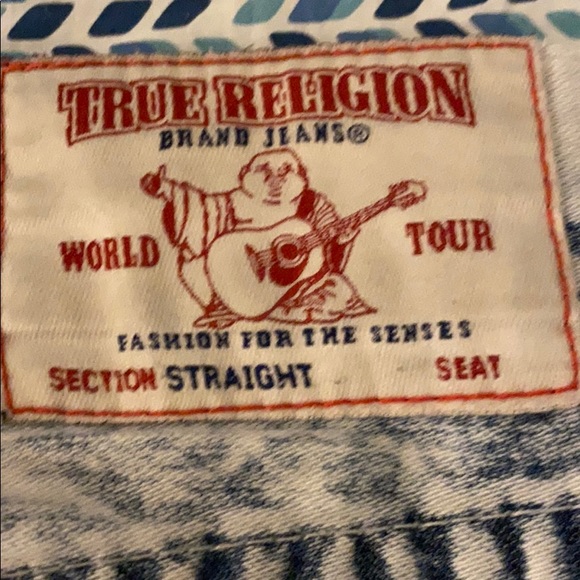 TRUE RELIGION
BRAND JEANS®
WORLD TOUR
FASHION FOR THE SENSES
SECTION STRAIGHT SEAT